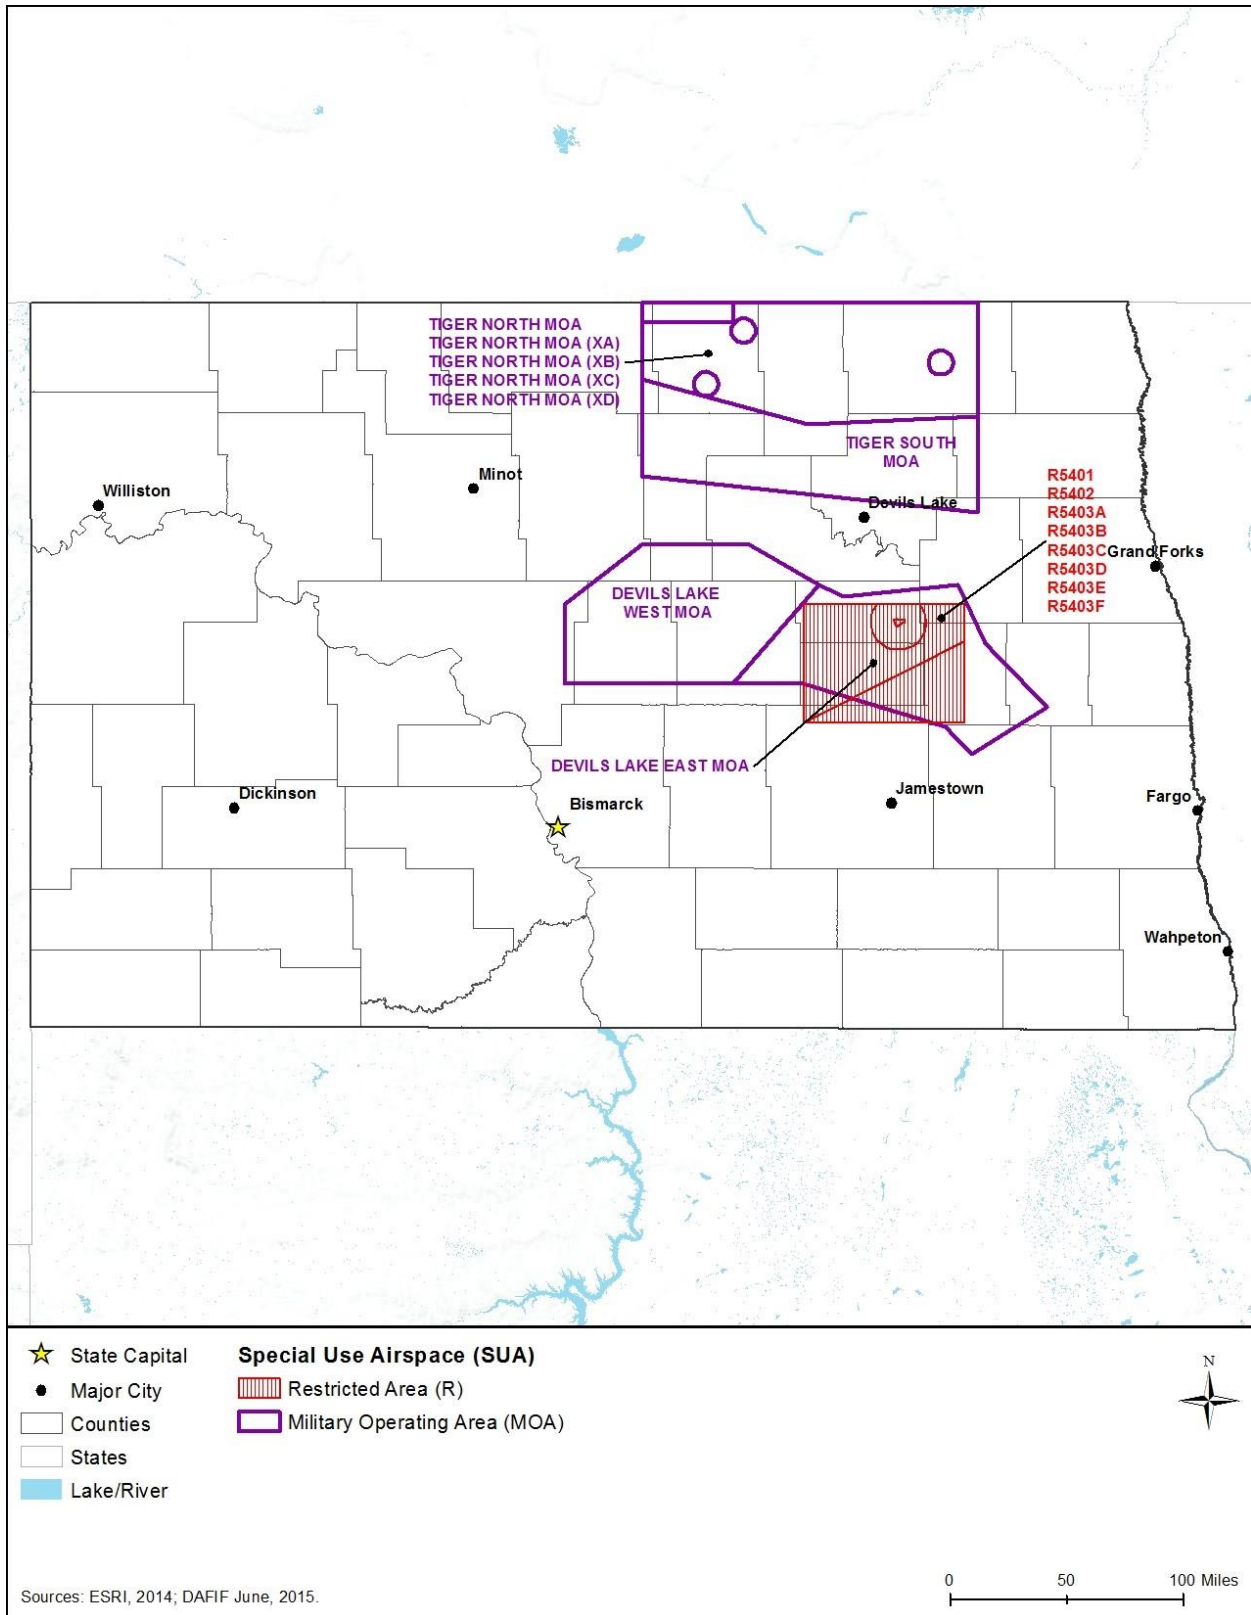 TIGER NORTH MOA
TIGER NORTH MOA (XA)
TIGER NORTH MOA (XB)
TIGER NORTH MOA (XC)
TIGER NORTH MOA (XD)
TIGER SOUTH
MOA
Minot
Williston
Devils Lake
R5401
R5402
R5403A
R5403B
R5403C
R5403D
R5403E
R5403F
Grand Forks
DEVILS LAKE
WEST MOA
DEVILS LAKE EAST MOA
Dickinson
Bismarck
Jamestown
Fargo
Wahpeton
State Capital
Major City
Counties
States
Lake/River
Special Use Airspace (SUA)
Restricted Area (R)
Military Operating Area (MOA)
N
Sources: ESRI, 2014; DAFIF June, 2015.
0 50 100 Miles